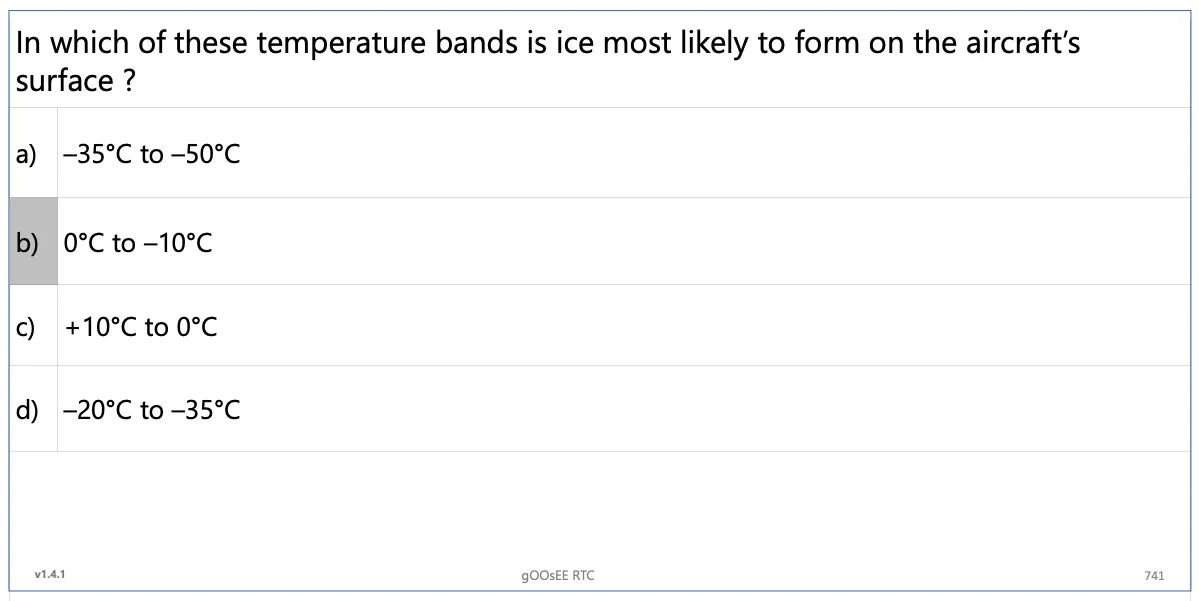 In which of these temperature bands is ice most likely to form on the aircraft’s
surface ?
a) –35°C to –50°C
b) 0°C to –10°C
c) +10°C to 0°C
d) –20°C to –35°C
v1.4.1 gOOsEE RTC 741